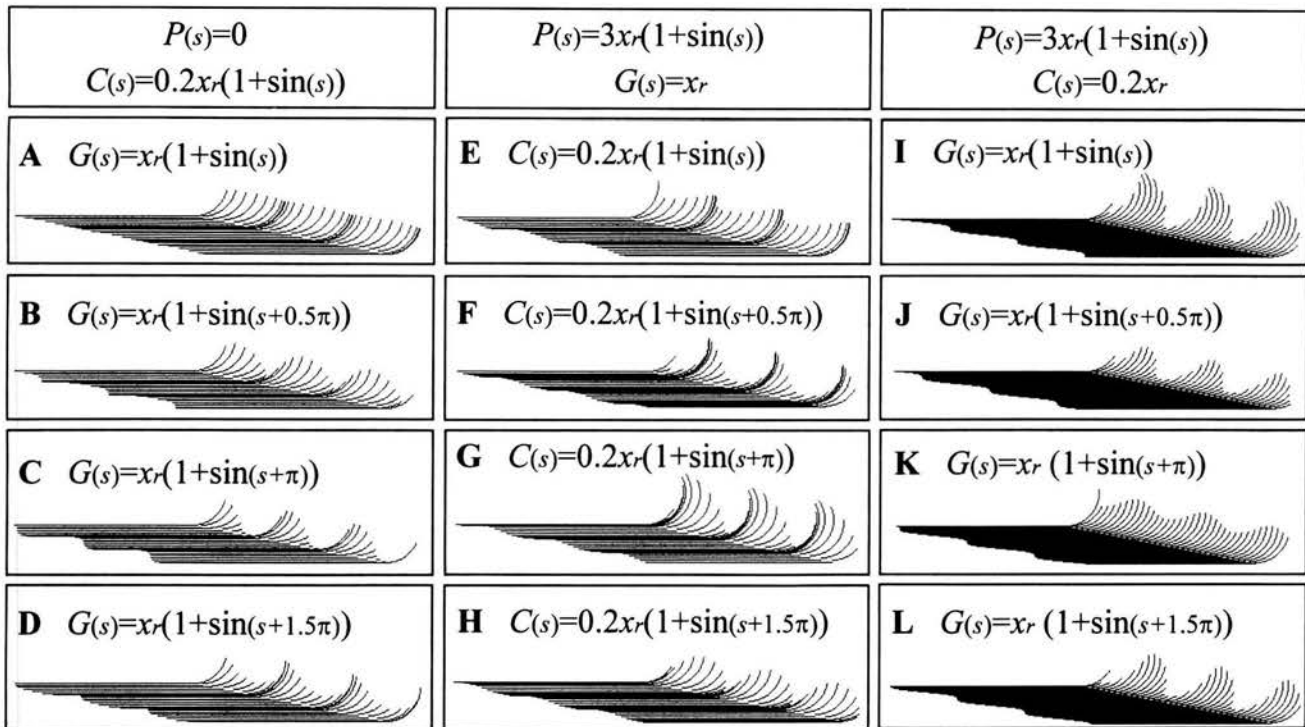 P(s)=0
C(s)=0.2xr(1+sin(s))
A G(s)=xr(1+sin(s))
B G(s)=xr(1+sin(s+0.5π))
C G(s)=xr(1+sin(s+π))
D G(s)=xr(1+sin(s+1.5π))
P(s)=3xr(1+sin(s))
G(s)=xr
E C(s)=0.2xr(1+sin(s))
F C(s)=0.2xr(1+sin(s+0.5π))
G C(s)=0.2xr(1+sin(s+π))
H C(s)=0.2xr(1+sin(s+1.5π))
P(s)=3xr(1+sin(s))
C(s)=0.2xr
I G(s)=xr(1+sin(s))
J G(s)=xr(1+sin(s+0.5π))
K G(s)=xr (1+sin(s+π))
L G(s)=xr (1+sin(s+1.5π))